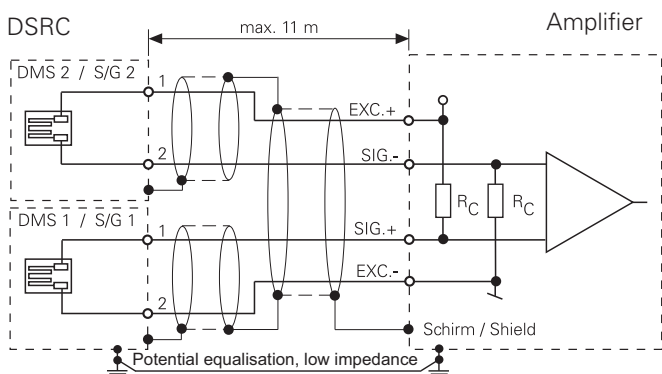 DSRC
max. 11 m
Amplifier
DMS 2 / S/G 2
1
EXC.+
2
SIG.-
R_C
R_C
DMS 1 / S/G 1
1
SIG.+
EXC.-
2
Schirm / Shield
Potential equalisation, low impedance